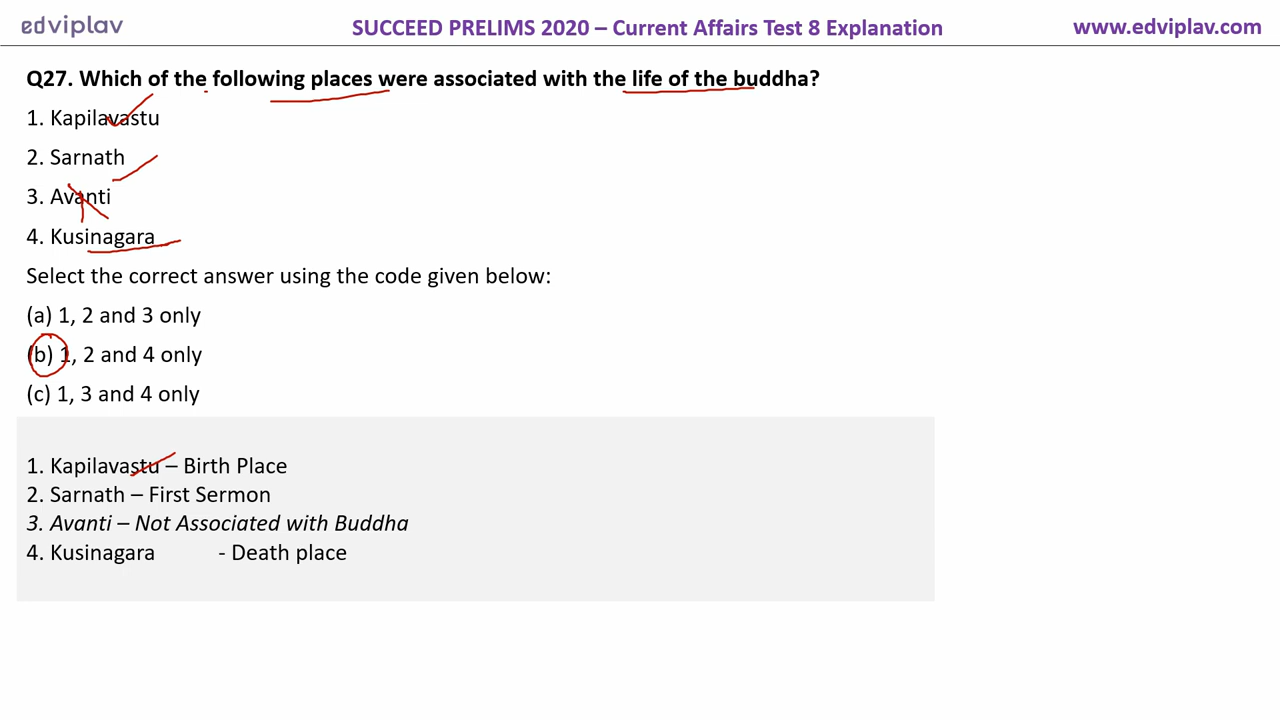 edviplav
SUCCEED PRELIMS 2020 – Current Affairs Test 8 Explanation
www.edviplav.com
Q27. Which of the following places were associated with the life of the buddha?
1. Kapilavastu
2. Sarnath
3. Avanti
4. Kusinagara
Select the correct answer using the code given below:
(a) 1, 2 and 3 only
(b) 1, 2 and 4 only
(c) 1, 3 and 4 only
1. Kapilavastu – Birth Place
2. Sarnath – First Sermon
3. Avanti – Not Associated with Buddha
4. Kusinagara - Death place